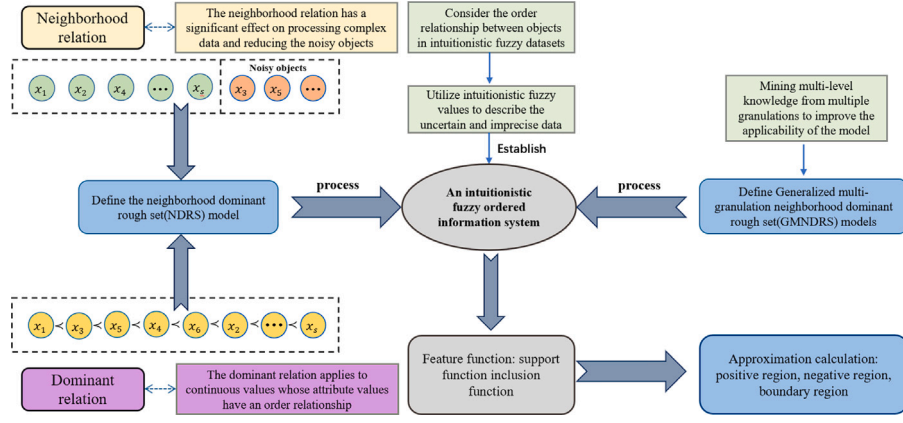 Neighborhood
relation
The neighborhood relation has a
significant effect on processing complex
data and reducing the noisy objects
Noisy objects
x₁ x₂ x₄ ••• xₛ x₃ x₅ •••
Consider the order
relationship between objects
in intuitionistic fuzzy datasets
Utilize intuitionistic fuzzy
values to describe the
uncertain and imprecise data
Establish
Mining multi-level
knowledge from multiple
granulations to improve the
applicability of the model
Define the neighborhood dominant
rough set(NDRS) model
process
An intuitionistic
fuzzy ordered
information system
process
Define Generalized multi-
granulation neighborhood dominant
rough set(GMNDRS) models
x₁ ≺ x₃ ≺ x₅ ≺ x₄ ≺ x₆ ≺ x₂ ≺ ••• ≺ xₛ
Dominant
relation
The dominant relation applies to
continuous values whose attribute values
have an order relationship
Feature function: support
function inclusion
function
Approximation calculation:
positive region, negative region,
boundary region